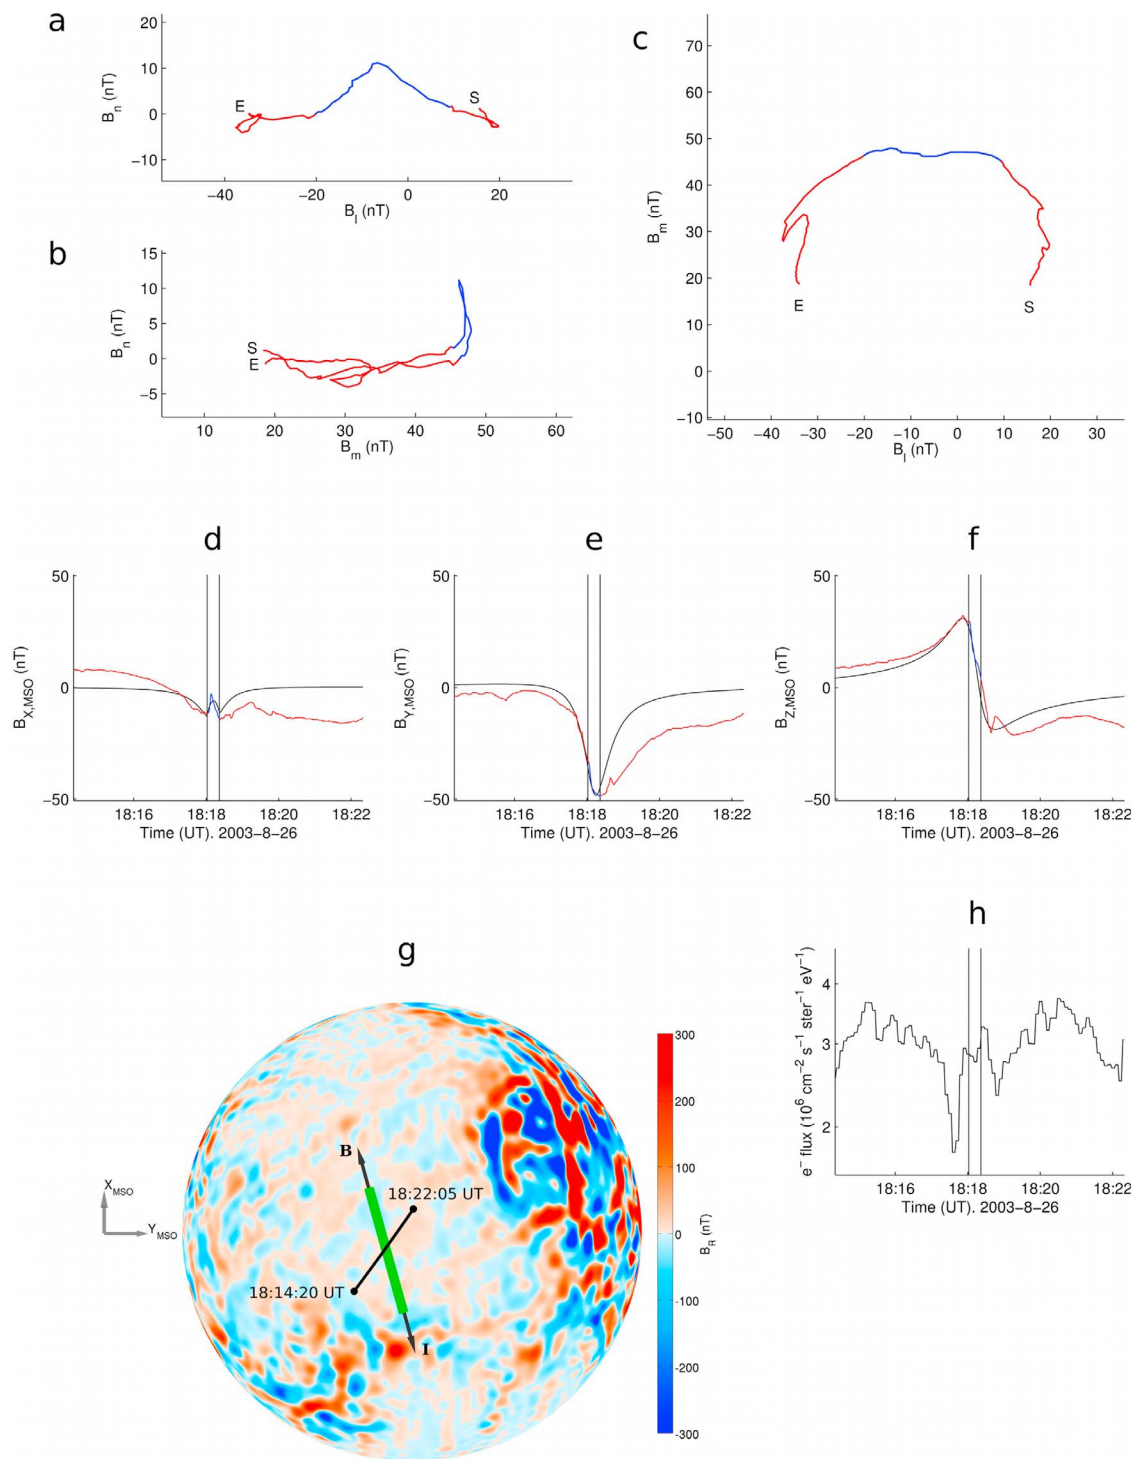 a
20
10
0
−10
B_n (nT)
E
S
−40
−20
0
20
B_l (nT)
b
15
10
5
0
−5
B_n (nT)
S
E
10
20
30
40
50
60
B_m (nT)
c
70
60
50
40
30
20
10
0
−10
B_m (nT)
E
S
−50
−40
−30
−20
−10
0
10
20
30
B_l (nT)
d
50
0
−50
B_X,MSO (nT)
18:16
18:18
18:20
18:22
Time (UT). 2003−8−26
e
50
0
−50
B_Y,MSO (nT)
18:16
18:18
18:20
18:22
Time (UT). 2003−8−26
f
50
0
−50
B_Z,MSO (nT)
18:16
18:18
18:20
18:22
Time (UT). 2003−8−26
g
X_MSO
Y_MSO
B
18:22:05 UT
18:14:20 UT
I
300
200
100
0
-100
-200
-300
B_R (nT)
h
4
3
2
e⁻ flux (10⁶ cm⁻² s⁻¹ ster⁻¹ eV⁻¹)
18:16
18:18
18:20
18:22
Time (UT). 2003−8−26